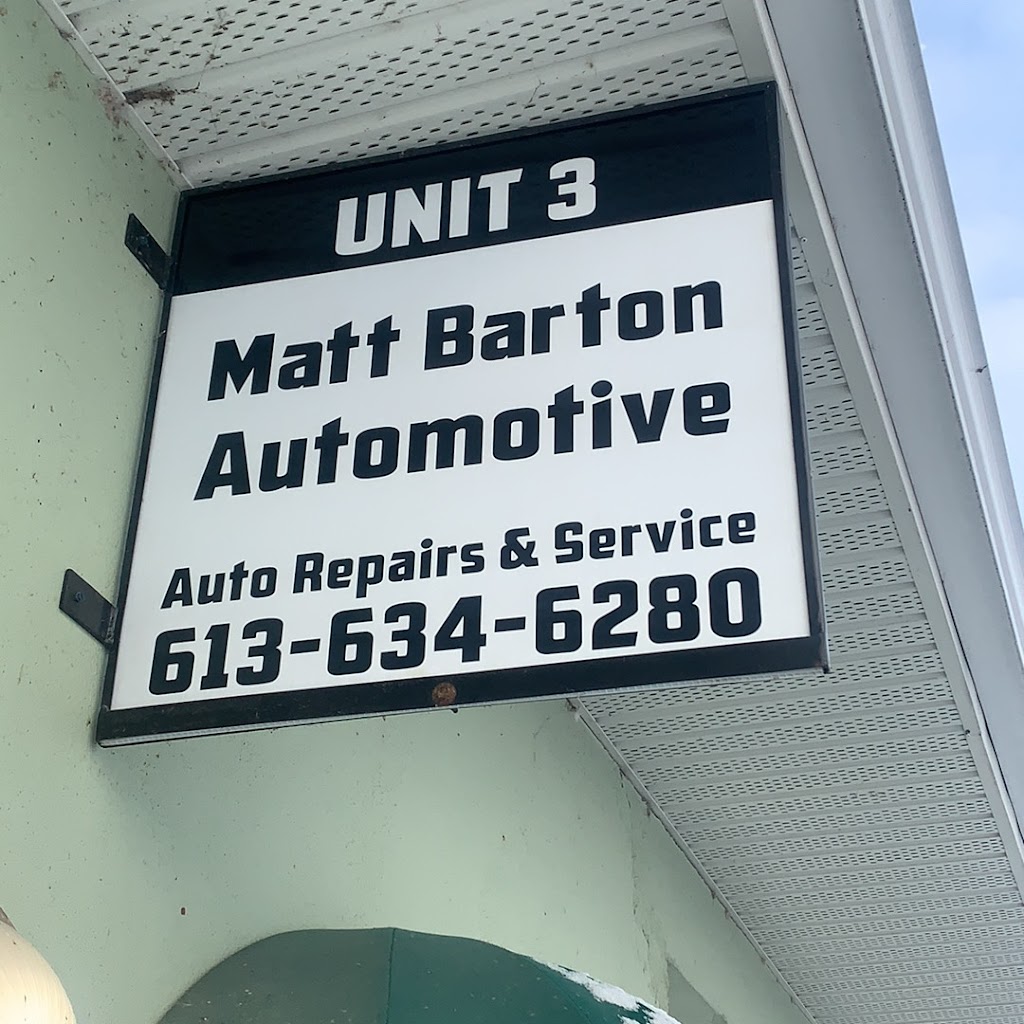 UNIT 3
Matt Barton
Automotive
Auto Repairs & Service
613-634-6280